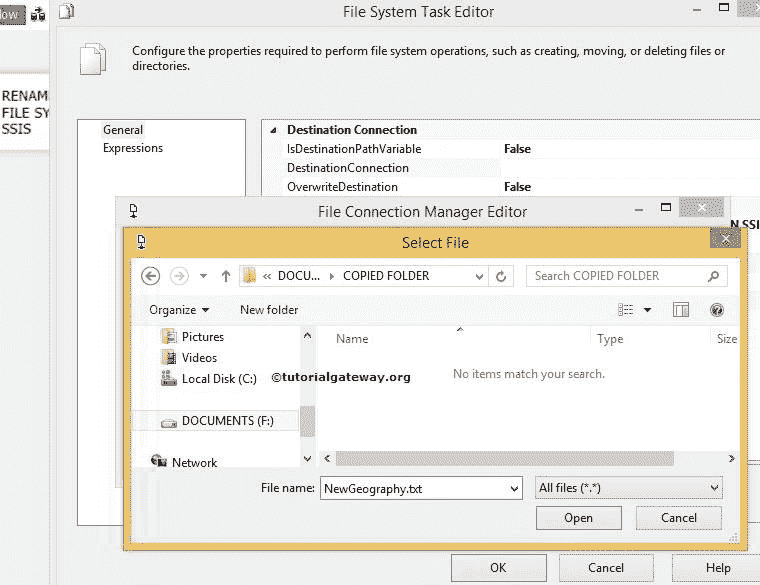 low
File System Task Editor
Configure the properties required to perform file system operations, such as creating, moving, or deleting files or
directories.
RENAM
FILE SY
SSIS
General
Expressions
Destination Connection
IsDestinationPathVariable False
DestinationConnection
OverwriteDestination False
File Connection Manager Editor
N SSI
Select File
« DOCU... COPIED FOLDER
Search COPIED FOLDER
Organize New folder
Pictures
Videos
Local Disk (C:)
DOCUMENTS (F:)
Network
Name Type Size
No items match your search.
©tutorialgateway.org
File name: NewGeography.txt All files (*.*)
Open Cancel
OK Cancel Help